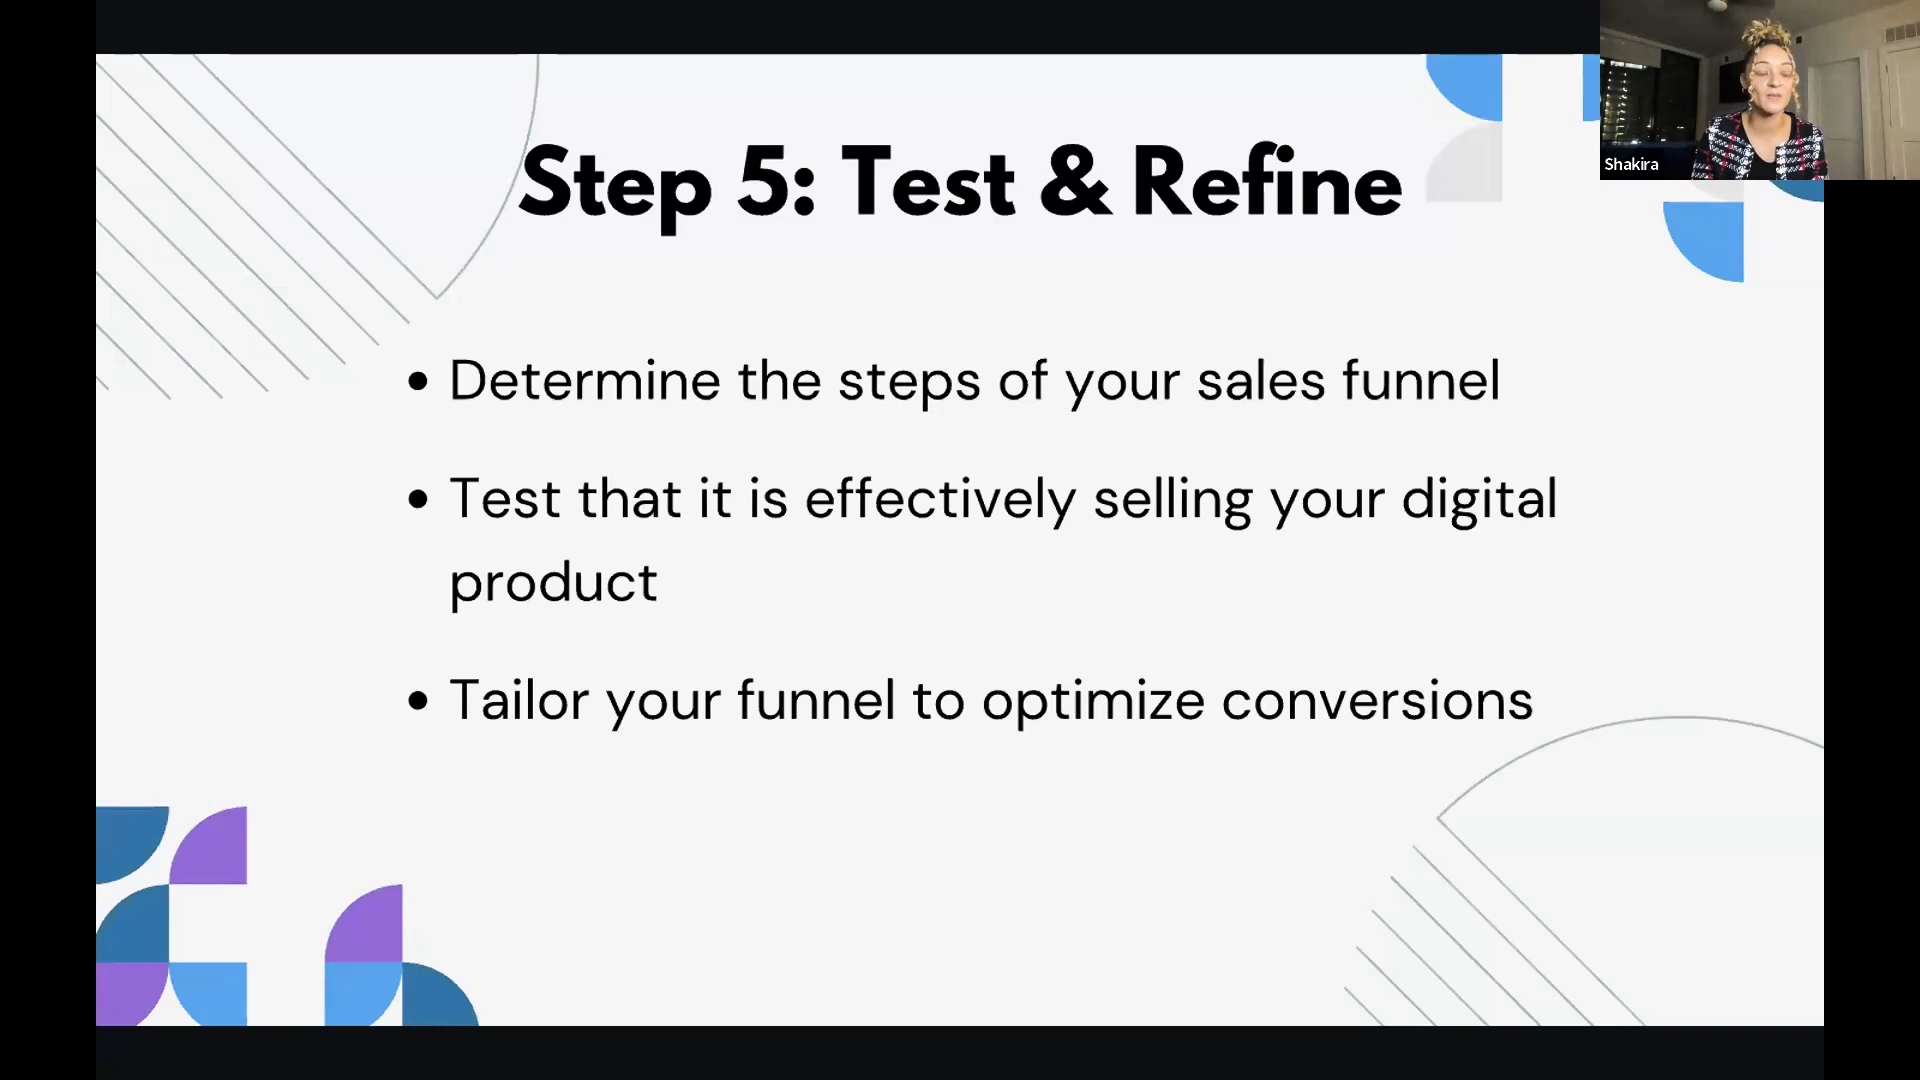 Step 5: Test & Refine
Shakira
• Determine the steps of your sales funnel
• Test that it is effectively selling your digital
product
• Tailor your funnel to optimize conversions